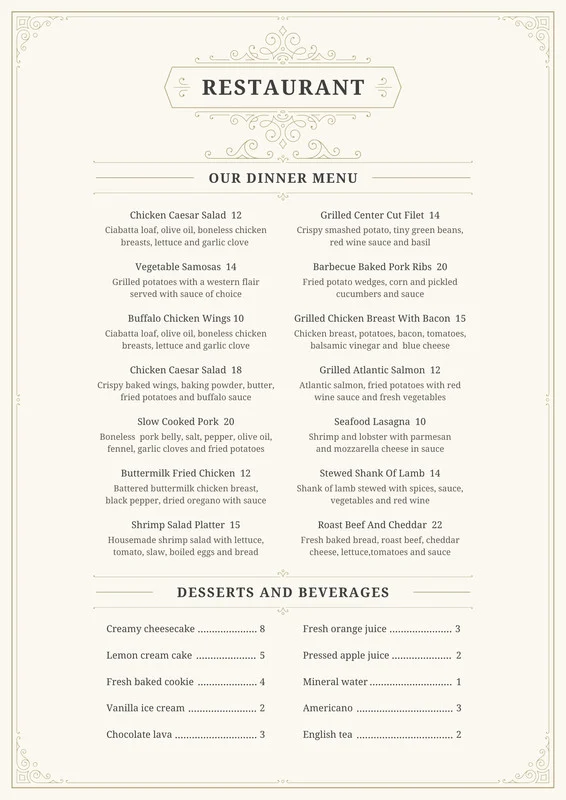 RESTAURANT
OUR DINNER MENU
Chicken Caesar Salad 12
Ciabatta loaf, olive oil, boneless chicken
breasts, lettuce and garlic clove
Vegetable Samosas 14
Grilled potatoes with a western flair
served with sauce of choice
Buffalo Chicken Wings 10
Ciabatta loaf, olive oil, boneless chicken
breasts, lettuce and garlic clove
Chicken Caesar Salad 18
Crispy baked wings, baking powder, butter,
fried potatoes and buffalo sauce
Slow Cooked Pork 20
Boneless pork belly, salt, pepper, olive oil,
fennel, garlic cloves and fried potatoes
Buttermilk Fried Chicken 12
Battered buttermilk chicken breast,
black pepper, dried oregano with sauce
Shrimp Salad Platter 15
Housemade shrimp salad with lettuce,
tomato, slaw, boiled eggs and bread
Grilled Center Cut Filet 14
Crispy smashed potato, tiny green beans,
red wine sauce and basil
Barbecue Baked Pork Ribs 20
Fried potato wedges, corn and pickled
cucumbers and sauce
Grilled Chicken Breast With Bacon 15
Chicken breast, potatoes, bacon, tomatoes,
balsamic vinegar and blue cheese
Grilled Atlantic Salmon 12
Atlantic salmon, fried potatoes with red
wine sauce and fresh vegetables
Seafood Lasagna 10
Shrimp and lobster with parmesan
and mozzarella cheese in sauce
Stewed Shank Of Lamb 14
Shank of lamb stewed with spices, sauce,
vegetables and red wine
Roast Beef And Cheddar 22
Fresh baked bread, roast beef, cheddar
cheese, lettuce,tomatoes and sauce
DESSERTS AND BEVERAGES
Creamy cheesecake ..................... 8
Lemon cream cake ..................... 5
Fresh baked cookie ..................... 4
Vanilla ice cream ......................... 2
Chocolate lava ............................. 3
Fresh orange juice ....................... 3
Pressed apple juice ...................... 2
Mineral water ............................. 1
Americano .................................. 3
English tea ................................... 2